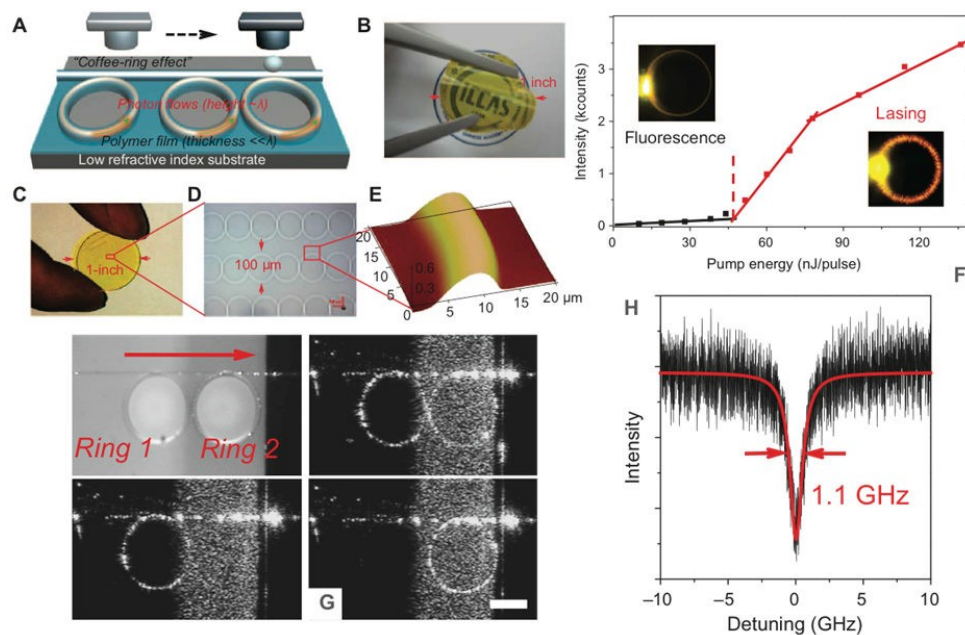 A
"Coffee-ring effect"
Photon flows (height ~λ)
Polymer film (thickness <<λ)
Low refractive index substrate
B
1 inch
ILLAS
C
1-inch
D
100 μm
E
0.6
0.3
0
5
10
15
20
0
5
10
15
20 μm
Intensity (kcounts)
3
2
1
0
Fluorescence
Lasing
0
40
60
90
120
Pump energy (nJ/pulse)
F
Ring 1
Ring 2
G
H
Intensity
1.1 GHz
−10
−5
0
5
10
Detuning (GHz)